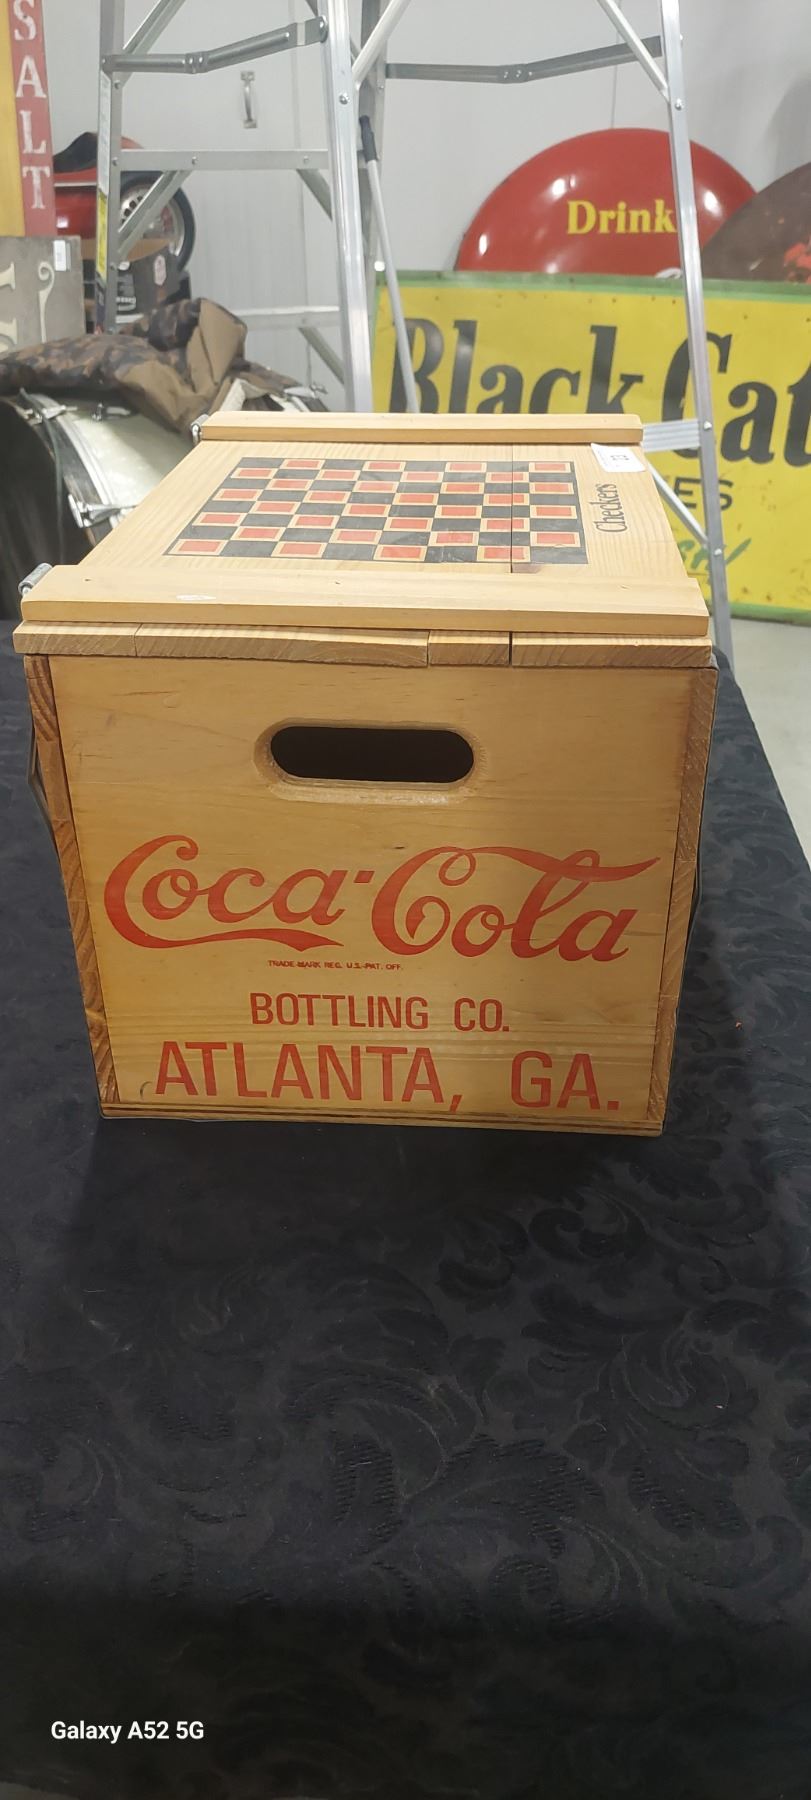 SALT
Drink
Black Cat
ES
Checkers
Coca-Cola
TRADE-MARK REG. U.S. PAT. OFF.
BOTTLING CO.
ATLANTA, GA.
Galaxy A52 5G